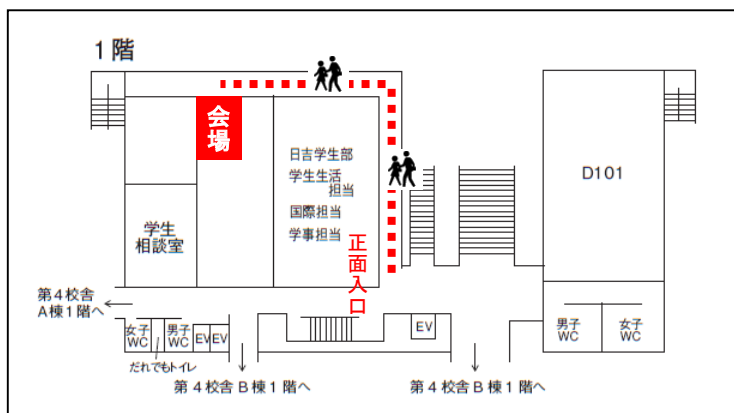 1階
会場
日吉学生部
学生生活
担当
国際担当
学事担当
D101
学生
相談室
正面入口
第4校舎
A棟1階へ
女子
WC
男子
WC
EV
EV
EV
男子
WC
女子
WC
だれでもトイレ
第4校舎B棟1階へ
第4校舎B棟1階へ